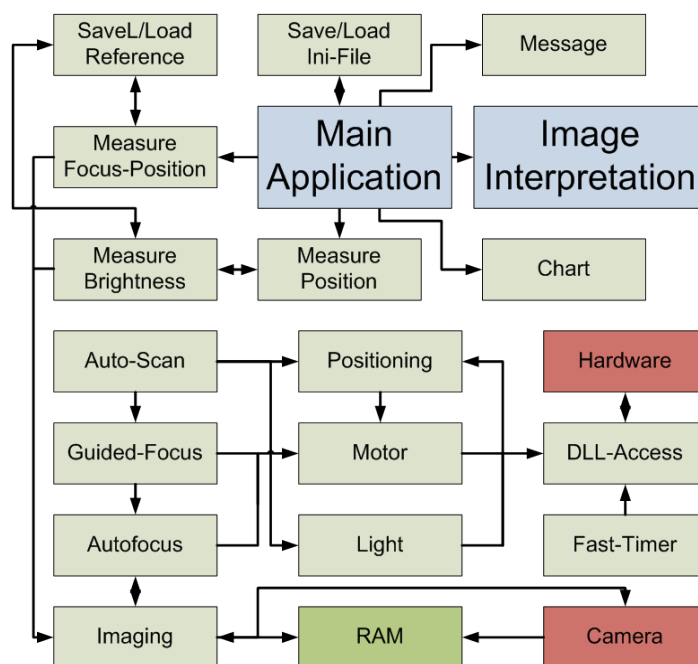 SaveL/Load
Reference
Save/Load
Ini-File
Message
Measure
Focus-Position
Main
Application
Image
Interpretation
Measure
Brightness
Measure
Position
Chart
Auto-Scan
Positioning
Hardware
Guided-Focus
Motor
DLL-Access
Autofocus
Light
Fast-Timer
Imaging
RAM
Camera